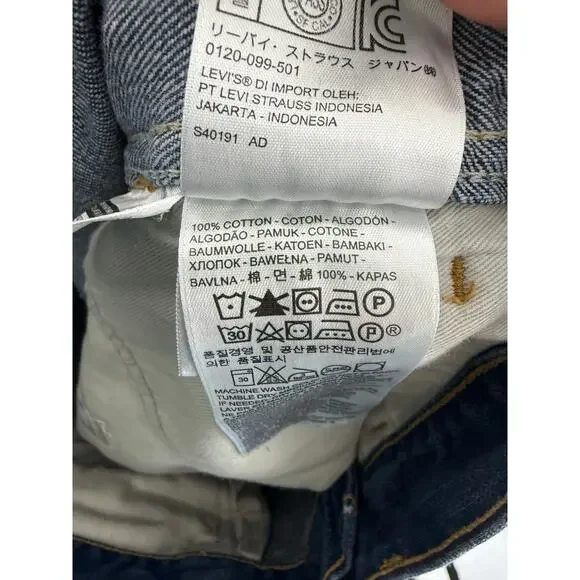 SF CAL
リーバイ・ストラウス ジャパン㈱
0120-099-501
LEVI'S® DI IMPORT OLEH:
PT LEVI STRAUSS INDONESIA
JAKARTA - INDONESIA
S40191 AD
100% COTTON - COTON - ALGODÓN -
ALGODÃO - PAMUK - COTONE -
BAUMWOLLE - KATOEN - BAMBAKI -
ХЛОПОК - BAWEŁNA - PAMUT -
BAVLNA - 棉 - 면 - 綿 100% - KAPAS
P
30 P ®
품질경영 및 공산품안전관리법에
의한 품질표시
30
MACHINE WASH
TUMBLE DRY
IF NEEDED
LAVER